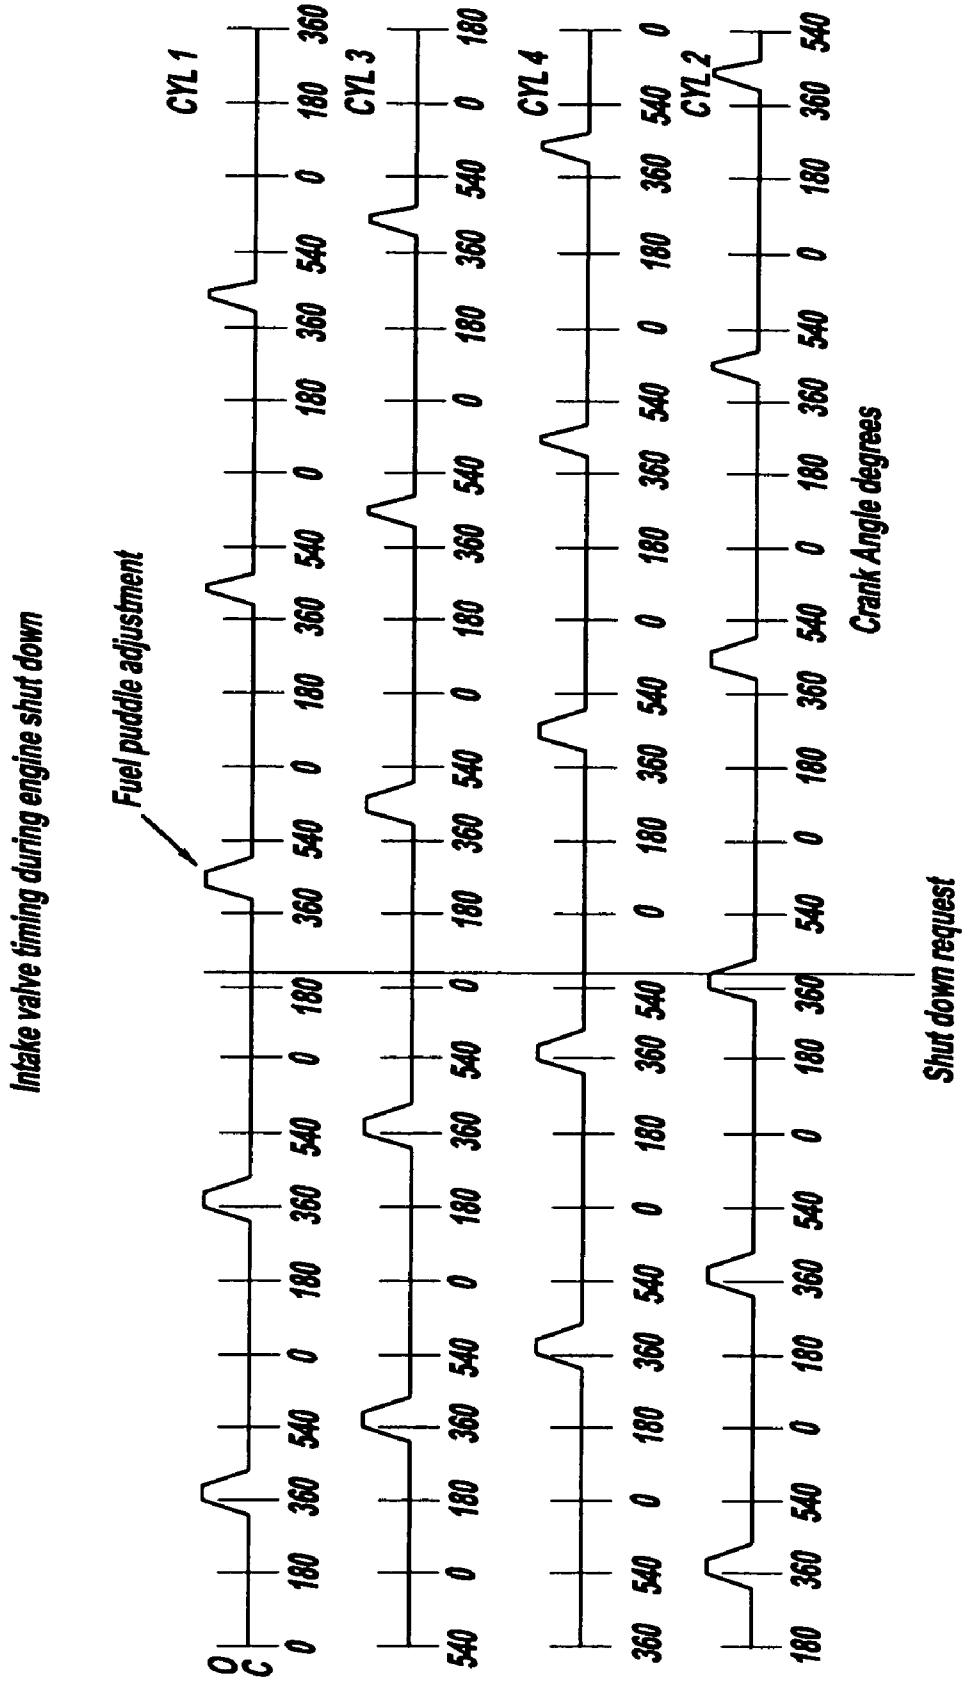 Intake valve timing during engine shut down
Fuel puddle adjustment
CYL 1
O
C
0 180 360 540 0 180 360 540 0 180 360 540 0 180 360 540 0 180 360 540 0 180 360
CYL 3
540 0 180 360 540 0 180 360 540 0 180 360 540 0 180 360 540 0 180 360 540 0 180
CYL 4
360 540 0 180 360 540 0 180 360 540 0 180 360 540 0 180 360 540 0 180 360 540 0
CYL 2
180 360 540 0 180 360 540 0 180 360 540 0 180 360 540 0 180 360 540 0 180 360 540
Crank Angle degrees
Shut down request